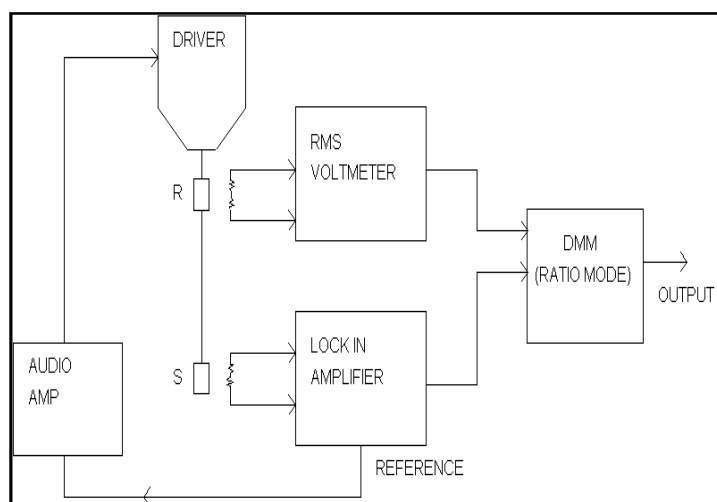 DRIVER
R
RMS
VOLTMETER
DMM
(RATIO MODE)
OUTPUT
S
LOCK IN
AMPLIFIER
AUDIO
AMP
REFERENCE